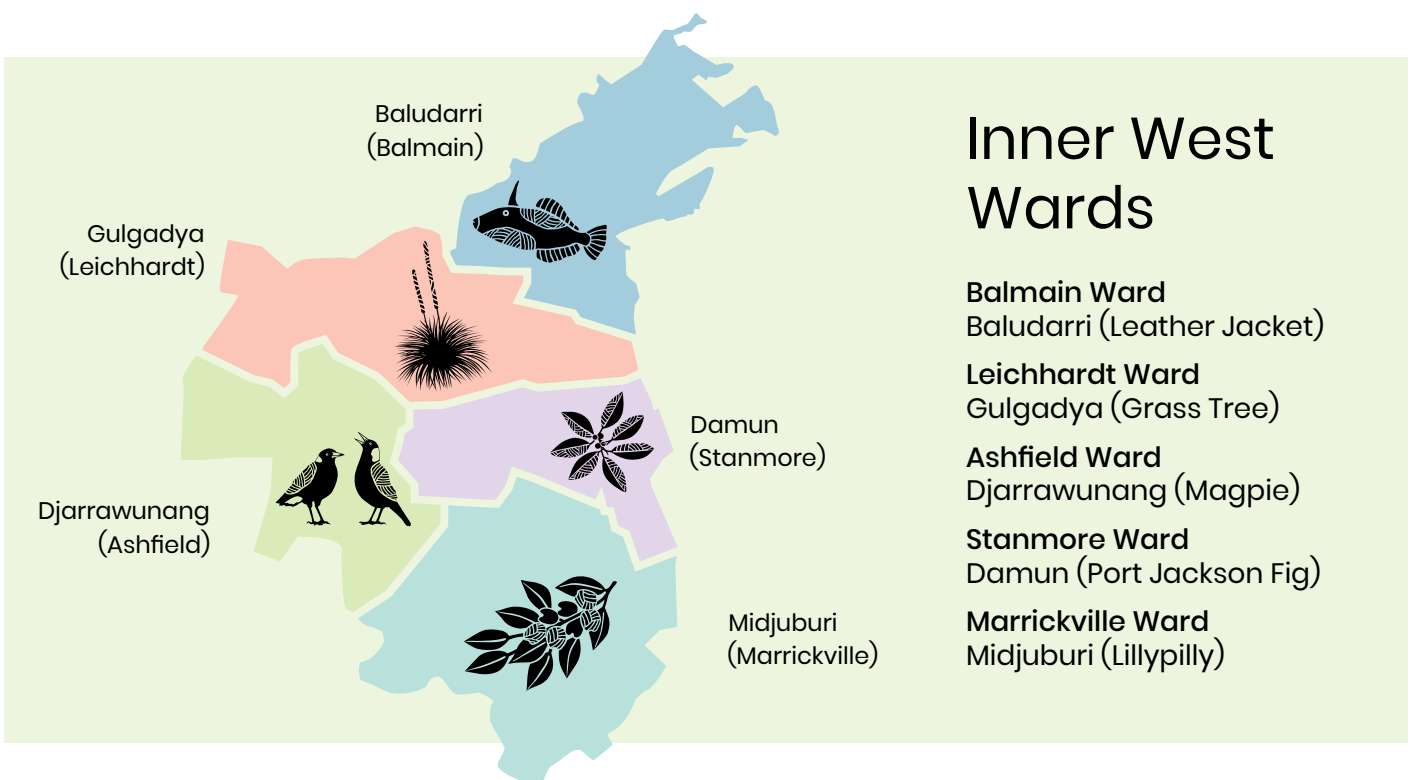 Baludarri
(Balmain)
Gulgadya
(Leichhardt)
Djarrawunang
(Ashfield)
Damun
(Stanmore)
Midjuburi
(Marrickville)
Inner West
Wards
Balmain Ward
Baludarri (Leather Jacket)
Leichhardt Ward
Gulgadya (Grass Tree)
Ashfield Ward
Djarrawunang (Magpie)
Stanmore Ward
Damun (Port Jackson Fig)
Marrickville Ward
Midjuburi (Lillypilly)